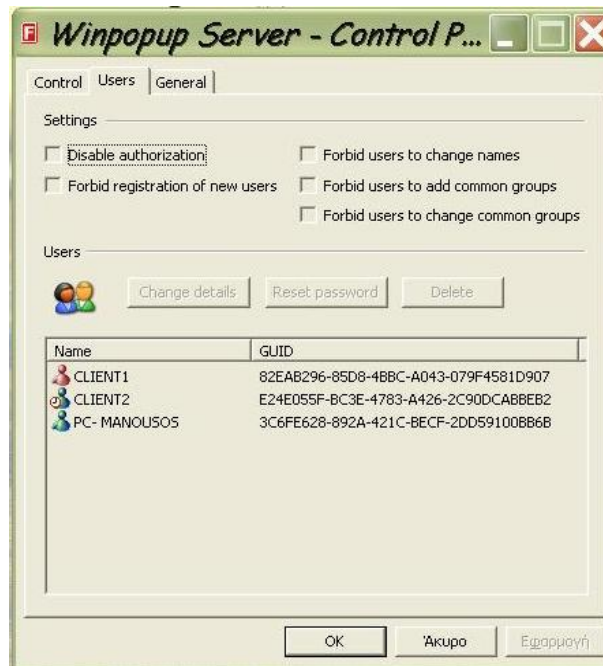 Winpopup Server - Control P...
Control Users General
Settings
Disable authorization
Forbid users to change names
Forbid registration of new users
Forbid users to add common groups
Forbid users to change common groups
Users
Change details Reset password Delete
Name GUID
CLIENT1 82EAB296-85D8-4BBC-A043-079F4581D907
CLIENT2 E24E055F-BC3E-4783-A426-2C90DCABBEB2
PC- MANOUSOS 3C6FE628-892A-421C-BECF-2DD59100BB6B
OK Άκυρο Εφαρμογή